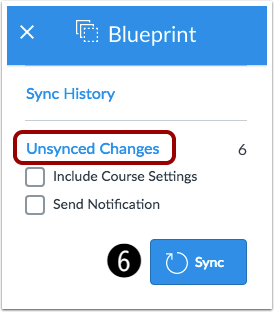 Blueprint
Sync History
Unsynced Changes 6
Include Course Settings
Send Notification
6 Sync